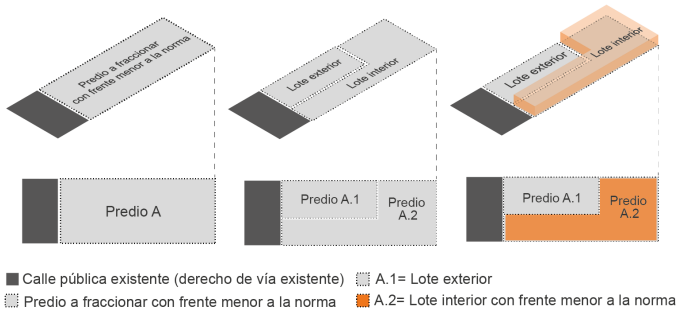 Predio a fraccionar
con frente menor a la norma
Lote exterior
Lote interior
Lote exterior
Lote interior
Predio A
Predio A.1
Predio
A.2
Predio A.1
Predio
A.2
Calle pública existente (derecho de vía existente)
A.1= Lote exterior
Predio a fraccionar con frente menor a la norma
A.2= Lote interior con frente menor a la norma